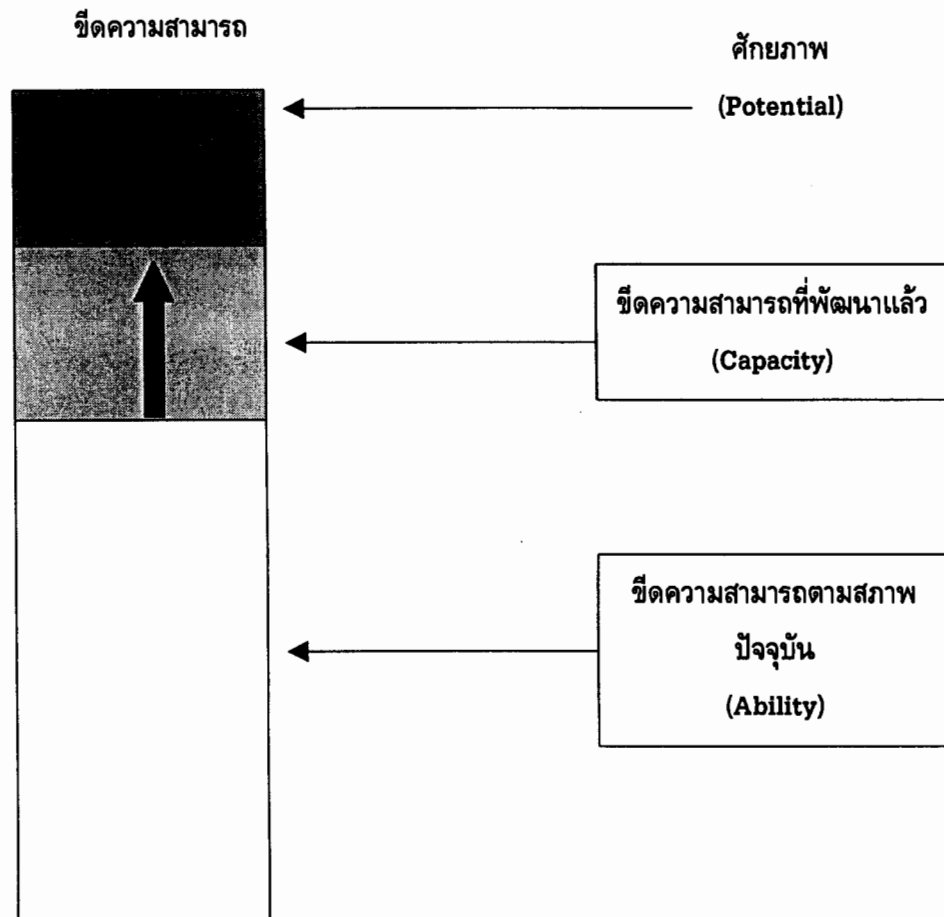 ขีดความสามารถ
ศักยภาพ
(Potential)
ขีดความสามารถที่พัฒนาแล้ว
(Capacity)
ขีดความสามารถตามสภาพ
ปัจจุบัน
(Ability)